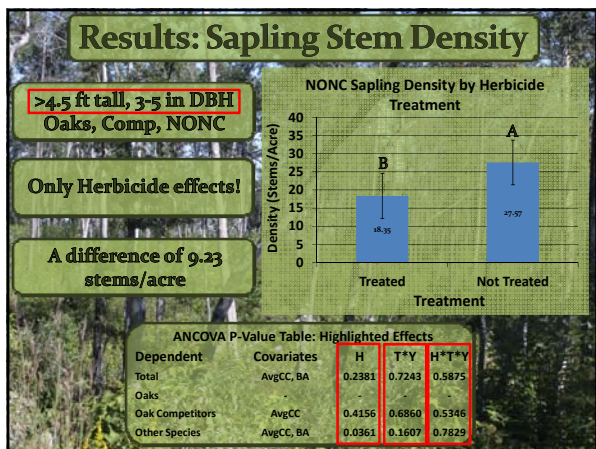 Results: Sapling Stem Density
>4.5 ft tall, 3-5 in DBH
Oaks, Comp, NONC
Only Herbicide effects!
A difference of 9.23
stems/acre
NONC Sapling Density by Herbicide
Treatment
Density (Stems/Acre)
40
35
30
25
20
15
10
5
0
B
A
18.35
27.57
Treated Not Treated
Treatment
ANCOVA P-Value Table: Highlighted Effects
Dependent Covariates H T*Y H*T*Y
Total AvgCC, BA 0.2381 0.7243 0.5875
Oaks - - - -
Oak Competitors AvgCC 0.4156 0.6860 0.5346
Other Species AvgCC, BA 0.0361 0.1607 0.7829